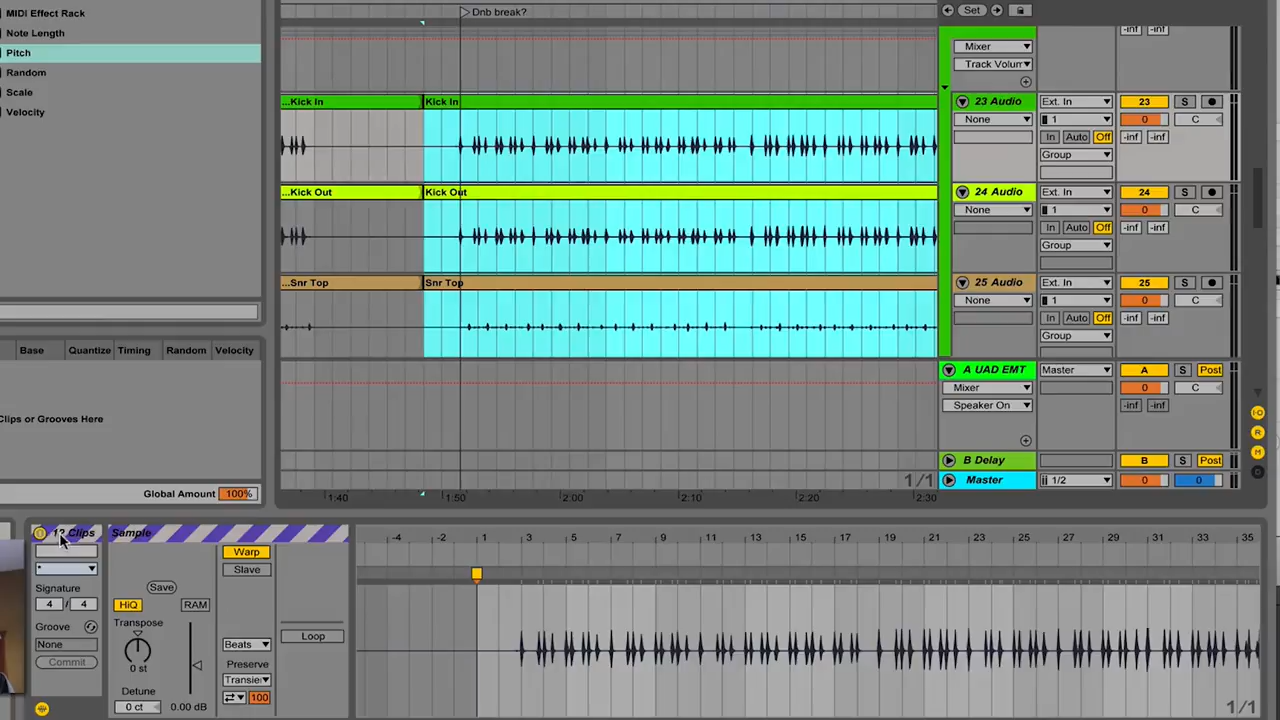 MIDI Effect Rack
Note Length
Pitch
Random
Scale
Velocity
Base Quantize Timing Random Velocity
Clips or Grooves Here
Global Amount 100%
Dnb break?
Set
-inf -inf
Mixer
Track Volum
...Kick In Kick In
23 Audio Ext. In 23 S
None 1 0 C
In Auto Off -inf -inf
Group
...Kick Out Kick Out
24 Audio Ext. In 24 S
None 1 0 C
In Auto Off -inf -inf
Group
...Snr Top Snr Top
25 Audio Ext. In 25 S
None 1 0 C
In Auto Off -inf -inf
Group
A UAD EMT Master A S Post
Mixer 0 C
Speaker On -inf -inf
B Delay B S Post
1/1 Master 1/2 0 0
1:40 1:50 2:00 2:10 2:20 2:30
I-O
R
M
D
12 Clips
Sample
*
Signature
4 / 4
Groove
None
Commit
Save
HiQ RAM
Transpose
0 st
Detune
0 ct 0.00 dB
Warp
Slave
Beats
Preserve
Transie
100
Loop
-4 -2 1 3 5 7 9 11 13 15 17 19 21 23 25 27 29 31 33 35
1/1